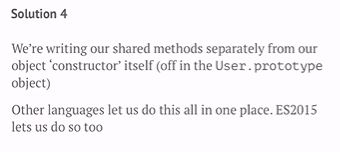 Solution 4
We’re writing our shared methods separately from our
object ‘constructor’ itself (off in the User.prototype
object)
Other languages let us do this all in one place. ES2015
lets us do so too